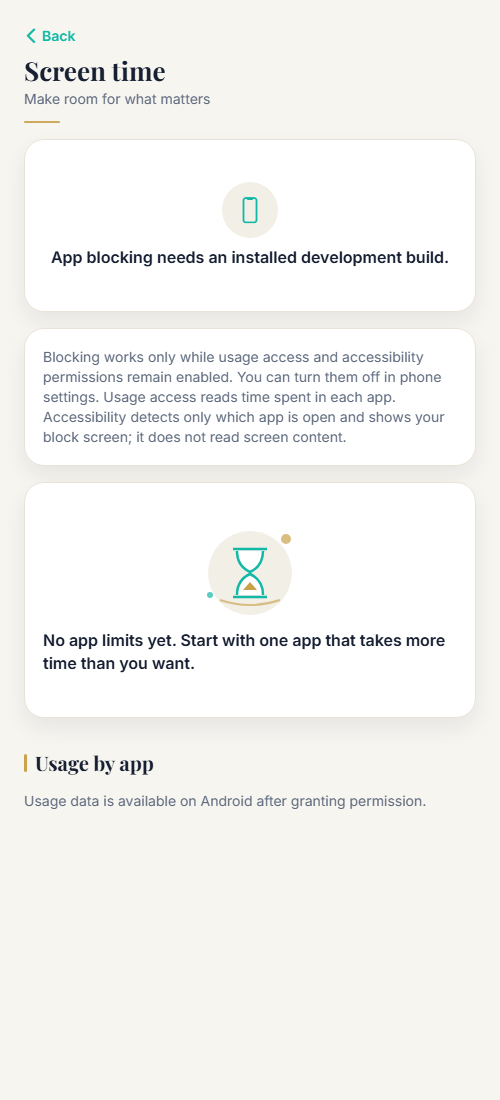 Back
Screen time
Make room for what matters
App blocking needs an installed development build.
Blocking works only while usage access and accessibility
permissions remain enabled. You can turn them off in phone
settings. Usage access reads time spent in each app.
Accessibility detects only which app is open and shows your
block screen; it does not read screen content.
No app limits yet. Start with one app that takes more
time than you want.
Usage by app
Usage data is available on Android after granting permission.